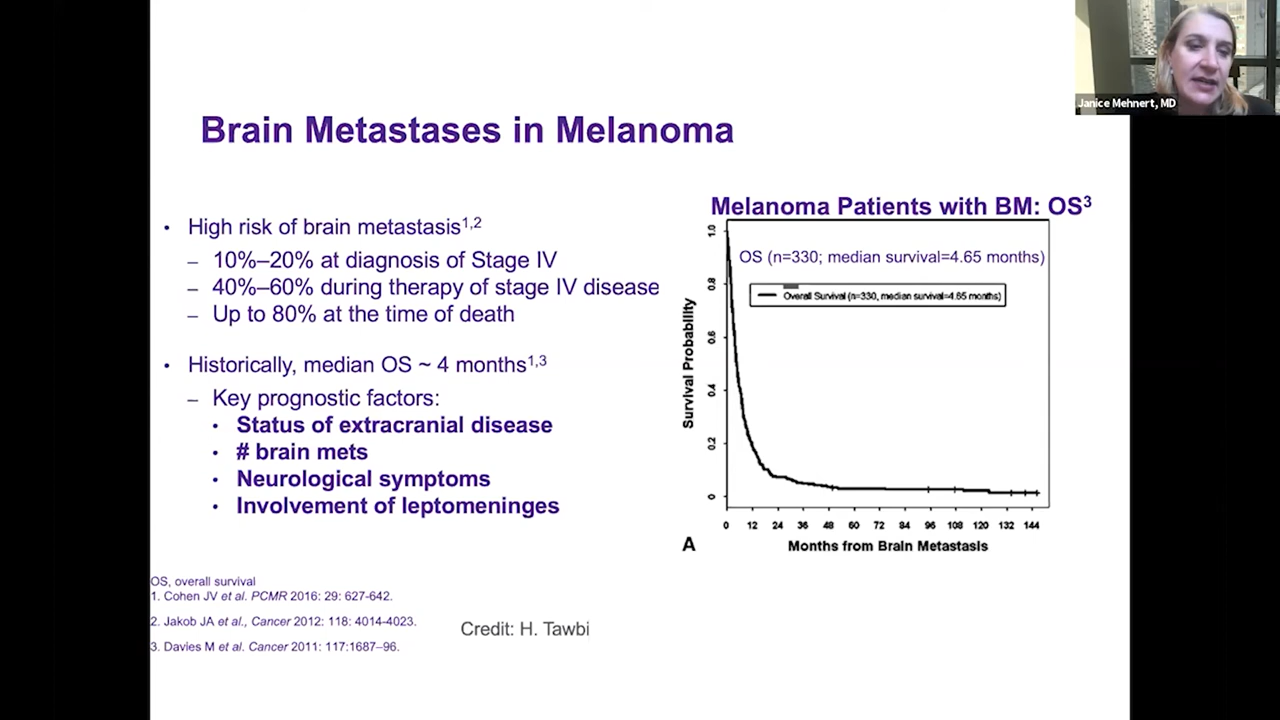 Janice Mehnert, MD
Brain Metastases in Melanoma
• High risk of brain metastasis1,2
– 10%–20% at diagnosis of Stage IV
– 40%–60% during therapy of stage IV disease
– Up to 80% at the time of death
• Historically, median OS ~ 4 months1,3
– Key prognostic factors:
• Status of extracranial disease
• # brain mets
• Neurological symptoms
• Involvement of leptomeninges
Melanoma Patients with BM: OS3
OS (n=330; median survival=4.65 months)
Overall Survival (n=330, median survival=4.65 months)
Survival Probability
1.0
0.8
0.6
0.4
0.2
0
0 12 24 36 48 60 72 84 96 108 120 132 144
A Months from Brain Metastasis
OS, overall survival
1. Cohen JV et al. PCMR 2016: 29: 627-642.
2. Jakob JA et al., Cancer 2012: 118: 4014-4023.
3. Davies M et al. Cancer 2011: 117:1687–96.
Credit: H. Tawbi